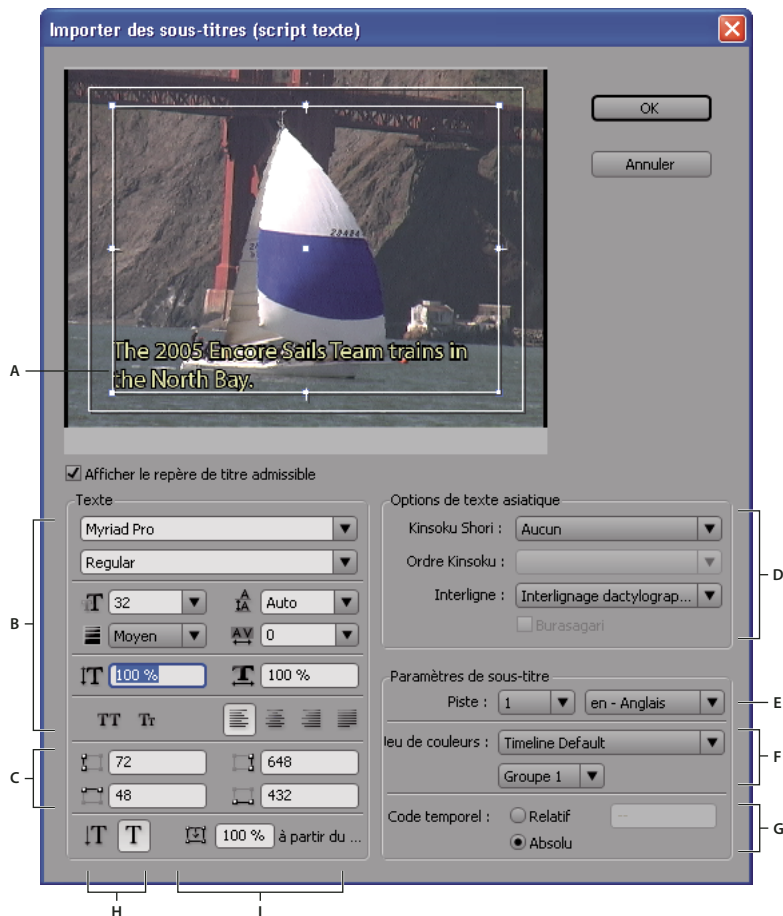 Importer des sous-titres (script texte)
OK
Annuler
28484
The 2005 Encore Sails Team trains in
the North Bay.
A
Afficher le repère de titre admissible
Texte
Myriad Pro
Regular
32
Auto
Moyen
0
100 %
100 %
TT Tr
B
72
648
48
432
C
T T
100 % à partir du ...
H
I
Options de texte asiatique
Kinsoku Shori : Aucun
Ordre Kinsoku :
Interligne : Interlignage dactylograp...
Burasagari
D
Paramètres de sous-titre
Piste : 1 en - Anglais
E
Jeu de couleurs : Timeline Default
Groupe 1
F
Code temporel : Relatif --
Absolu
G